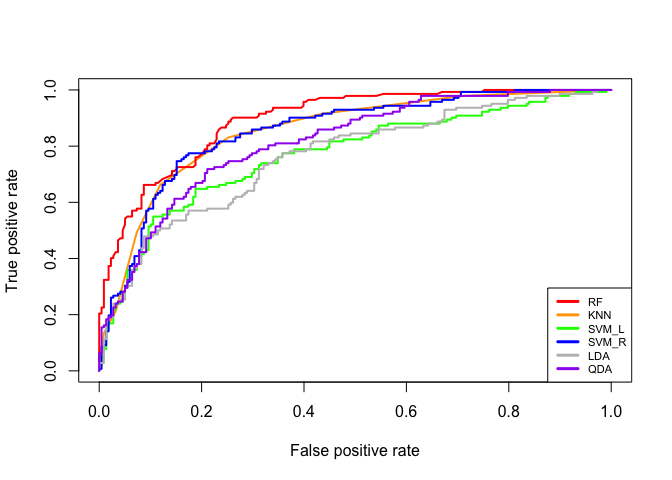 True positive rate
1.0
0.8
0.6
0.4
0.2
0.0
RF
KNN
SVM_L
SVM_R
LDA
QDA
0.0 0.2 0.4 0.6 0.8 1.0
False positive rate